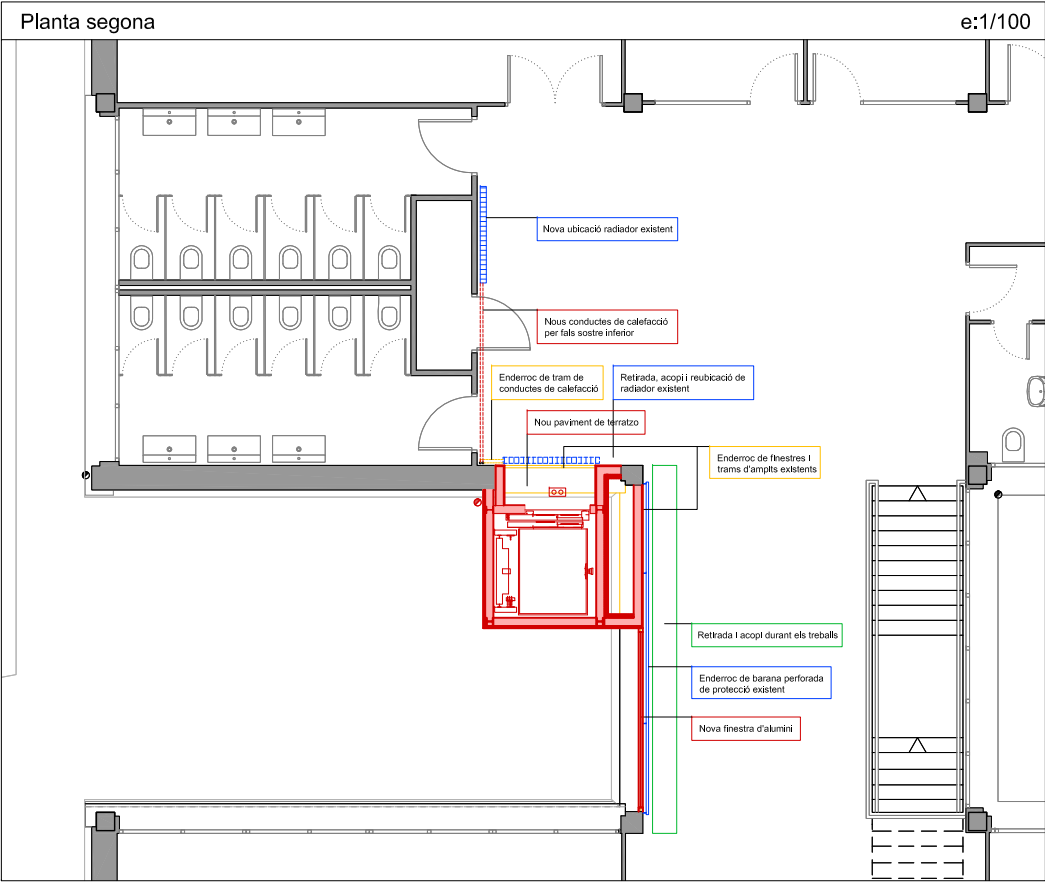 Planta segona
e:1/100
Nova ubicació radiador existent
Nous conductes de calefacció
per fals sostre inferior
Enderroc de tram de
conductes de calefacció
Retirada, acopi i reubicació de
radiador existent
Nou paviment de terratzo
Enderroc de finestres i
trams d'ampits existents
Retirada i acopi durant els treballs
Enderroc de barana perforada
de protecció existent
Nova finestra d'alumini